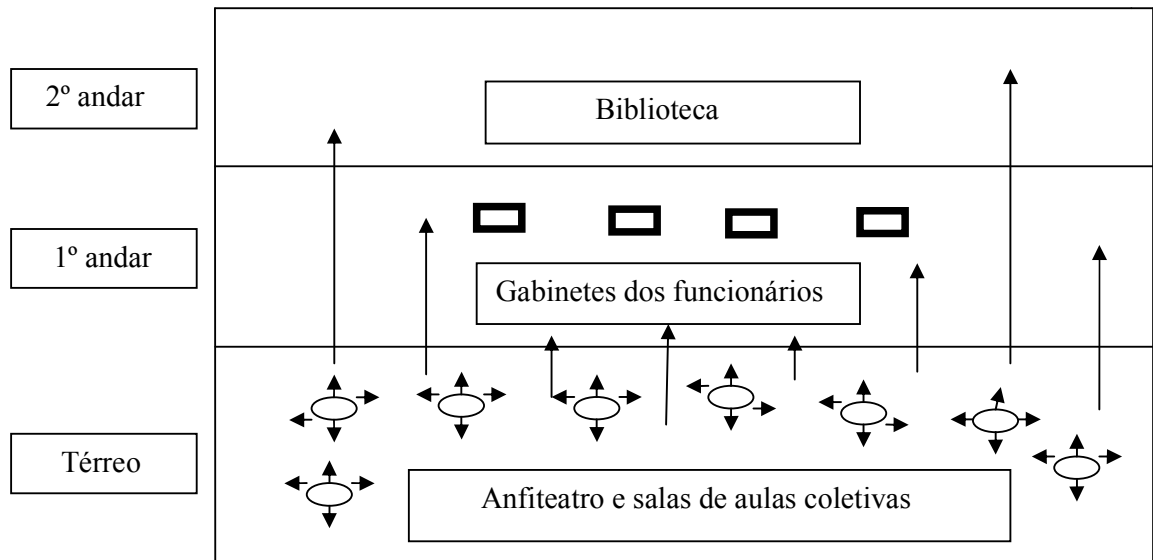 2º andar
Biblioteca
1º andar
Gabinetes dos funcionários
Térreo
Anfiteatro e salas de aulas coletivas